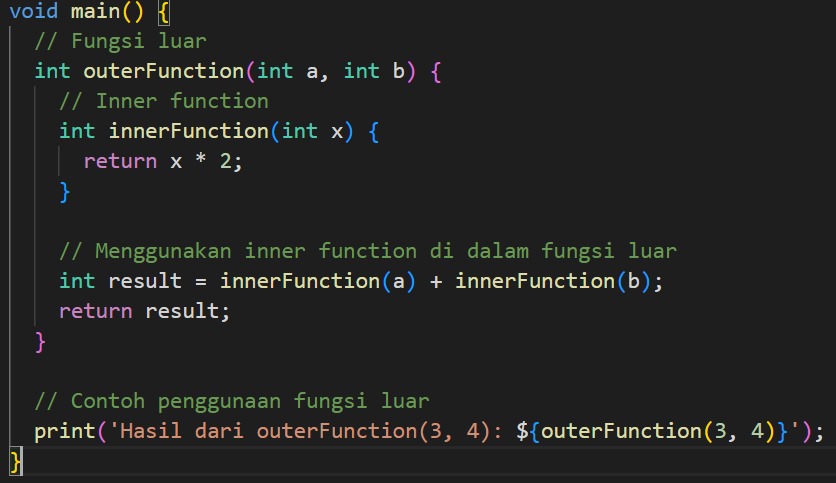 void main() {
  // Fungsi luar
  int outerFunction(int a, int b) {
    // Inner function
    int innerFunction(int x) {
      return x * 2;
    }

    // Menggunakan inner function di dalam fungsi luar
    int result = innerFunction(a) + innerFunction(b);
    return result;
  }

  // Contoh penggunaan fungsi luar
  print('Hasil dari outerFunction(3, 4): ${outerFunction(3, 4)}');
}